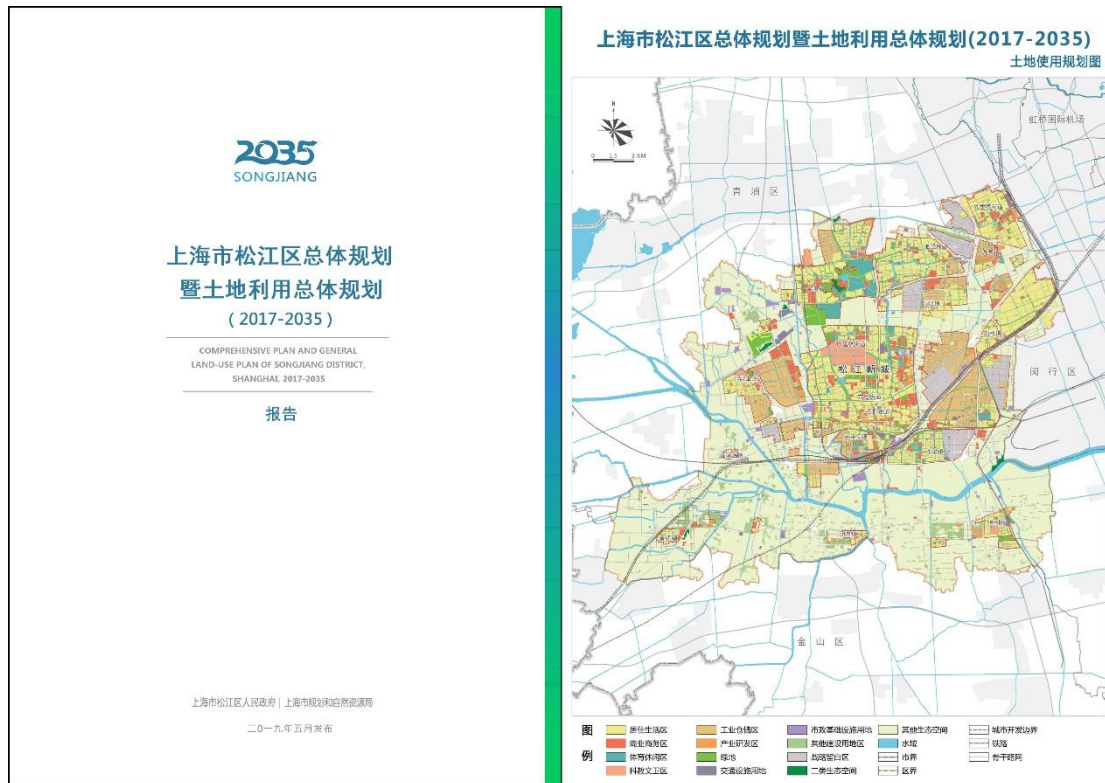 2035
SONGJIANG
上海市松江区总体规划
暨土地利用总体规划
（2017-2035）
COMPREHENSIVE PLAN AND GENERAL
LAND-USE PLAN OF SONGJIANG DISTRICT,
SHANGHAI, 2017-2035
报告
上海市松江区人民政府｜上海市规划和自然资源局
二〇一九年五月发布
上海市松江区总体规划暨土地利用总体规划(2017-2035)
土地使用规划图
虹桥国际机场
青浦区
松江新城
闵行区
金山区
图例
居住生活区
商业商务区
体育休闲区
科教文卫区
工业仓储区
产业研发区
绿地
交通设施用地
市政基础设施用地
其他建设用地区
战略留白区
二类生态空间
其他生态空间
水域
市界
区界
城市开发边界
铁路
骨干路网